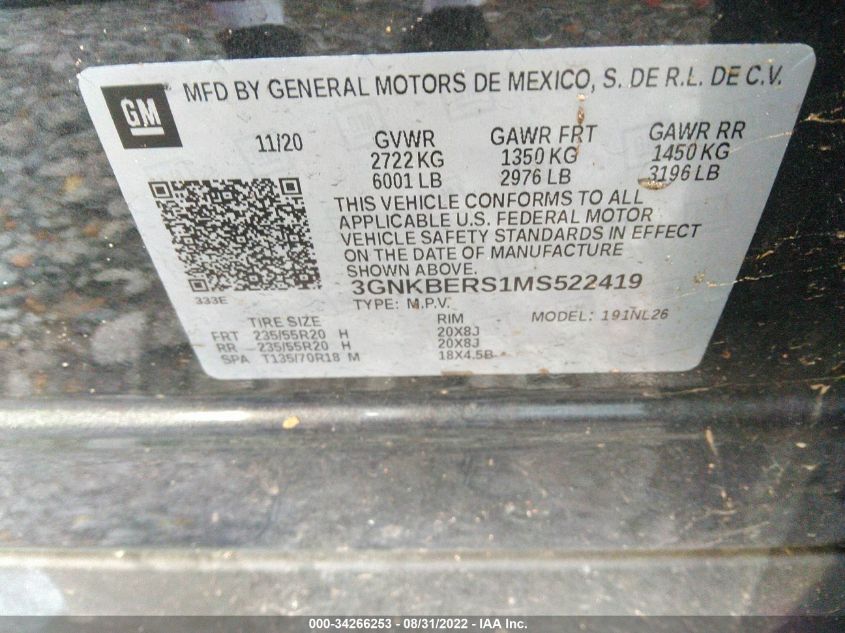 GM
MFD BY GENERAL MOTORS DE MEXICO, S. DE R.L. DE C.V.
11/20 GVWR GAWR FRT GAWR RR
2722 KG 1350 KG 1450 KG
6001 LB 2976 LB 3196 LB
THIS VEHICLE CONFORMS TO ALL
APPLICABLE U.S. FEDERAL MOTOR
VEHICLE SAFETY STANDARDS IN EFFECT
ON THE DATE OF MANUFACTURE
SHOWN ABOVE.
3GNKBERS1MS522419
333E
TYPE: M.P.V. MODEL: 191NL26
TIRE SIZE RIM
FRT 235/55R20 H 20X8J
RR 235/55R20 H 20X8J
SPA T135/70R18 M 18X4.5B
000-34266253 - 08/31/2022 - IAA Inc.